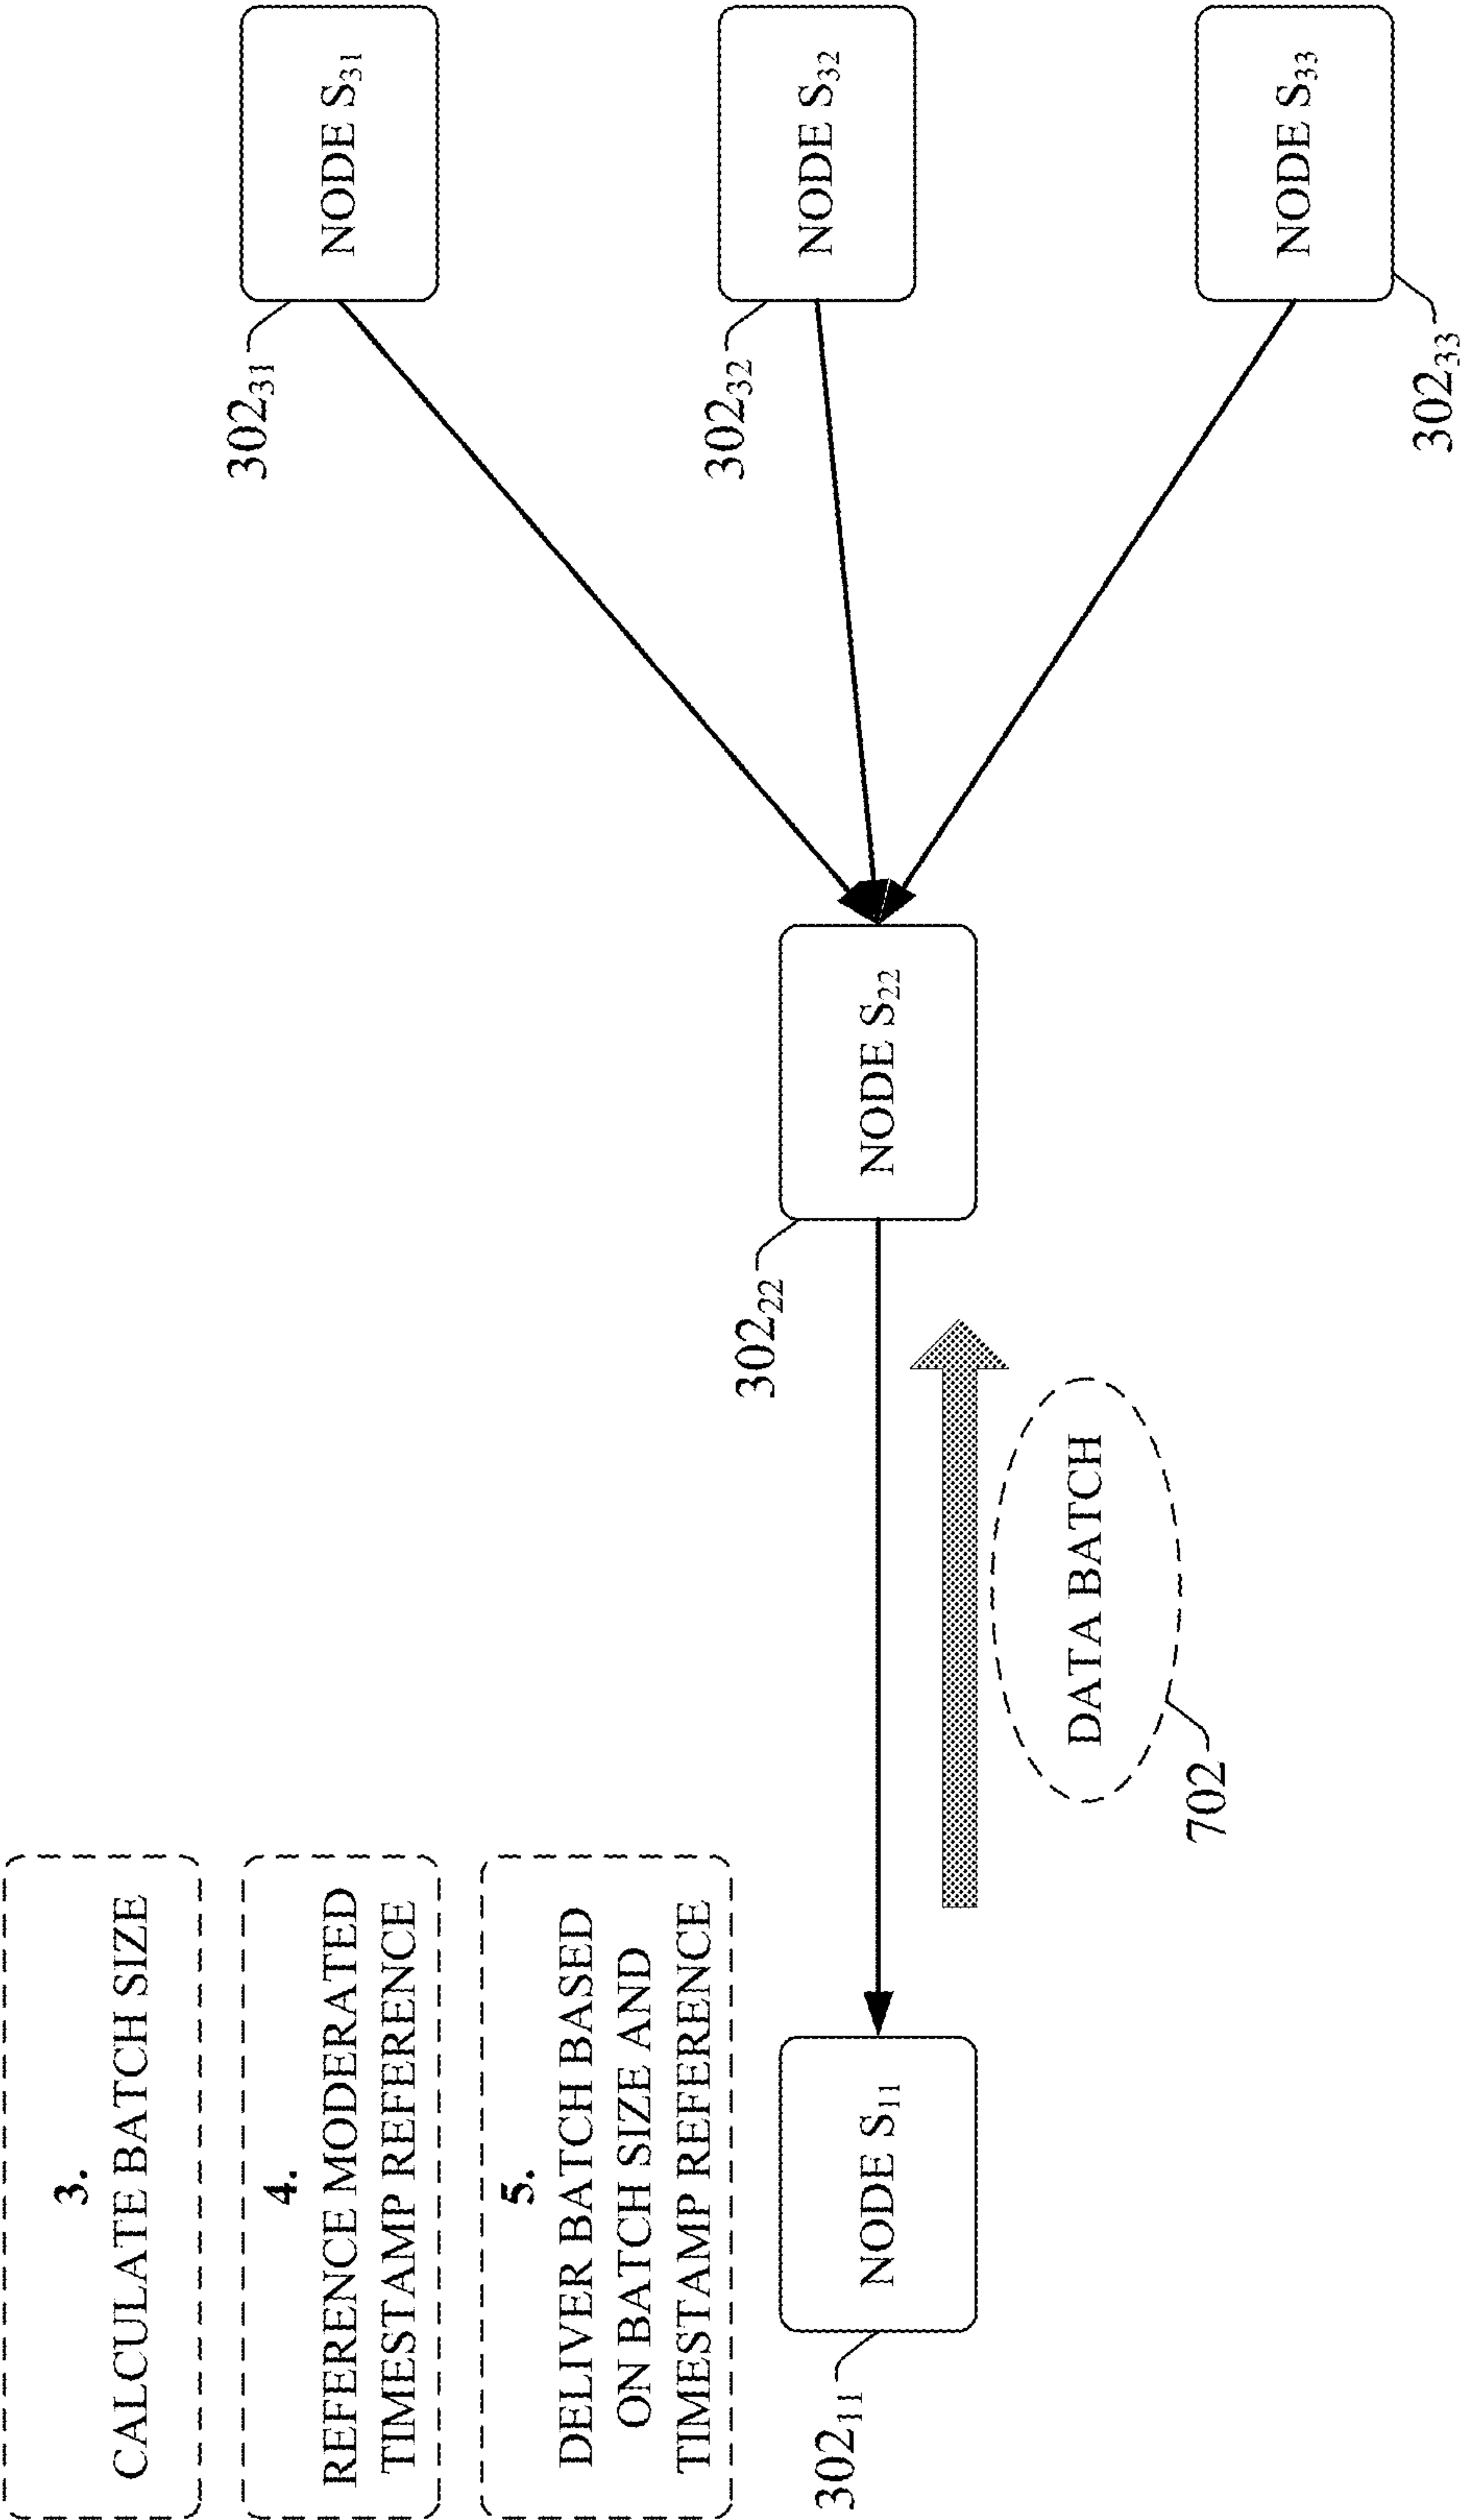 3.
CALCULATE BATCH SIZE
4.
REFERENCE MODERATED
TIMESTAMP REFERENCE
5.
DELIVER BATCH BASED
ON BATCH SIZE AND
TIMESTAMP REFERENCE
302₁₁
NODE S₁₁
702
DATA BATCH
302₂₂
NODE S₂₂
302₃₁
NODE S₃₁
302₃₂
NODE S₃₂
302₃₃
NODE S₃₃